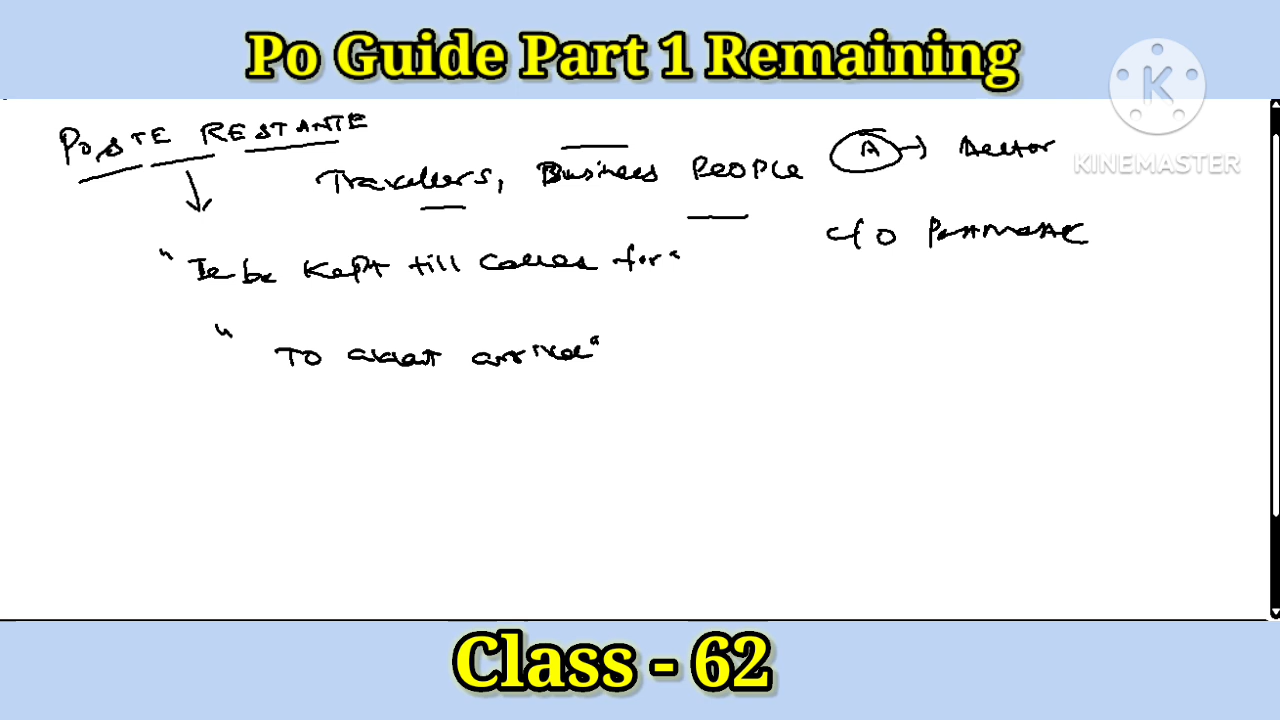 Po Guide Part 1 Remaining
K
KINEMASTER
POSTE RESTANTE
Travellers, Business People
A →
c/o Postmaster
"To be kept till called for"
"To await arrival"
Class - 62